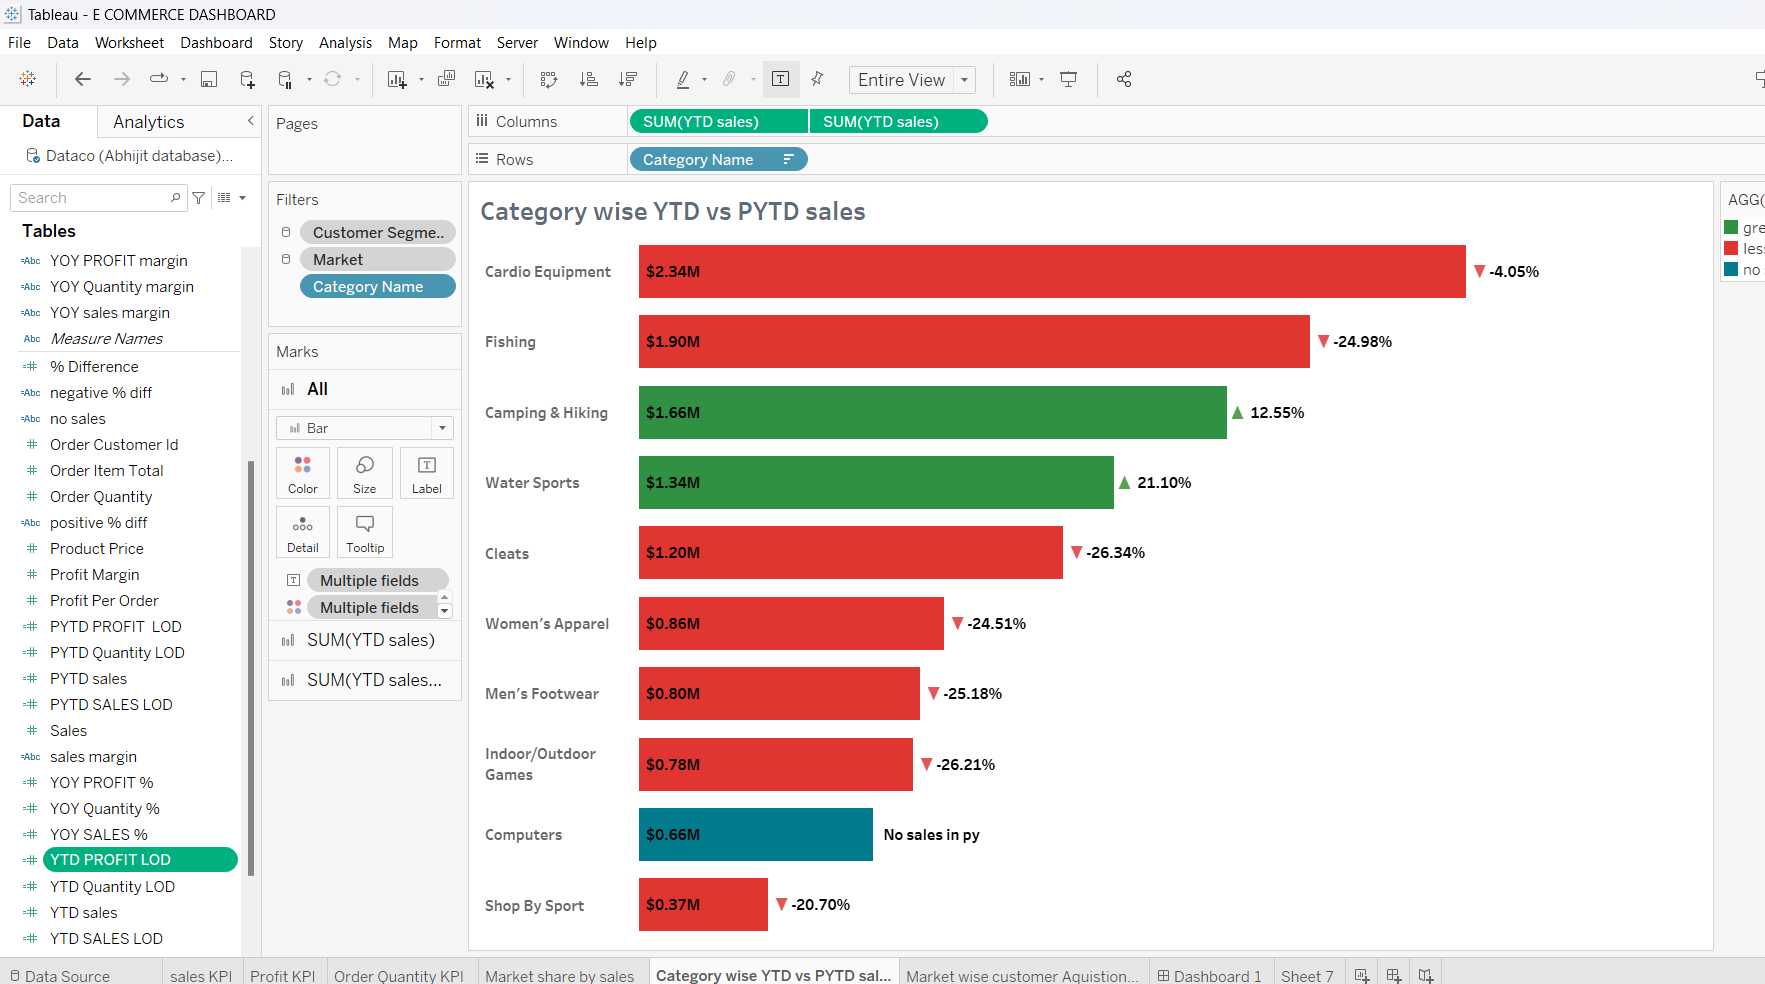 Tableau - E COMMERCE DASHBOARD
File Data Worksheet Dashboard Story Analysis Map Format Server Window Help
Entire View
Data Analytics
Dataco (Abhijit database)...
Search
Tables
YOY PROFIT margin
YOY Quantity margin
YOY sales margin
Measure Names
% Difference
negative % diff
no sales
Order Customer Id
Order Item Total
Order Quantity
positive % diff
Product Price
Profit Margin
Profit Per Order
PYTD PROFIT  LOD
PYTD Quantity LOD
PYTD sales
PYTD SALES LOD
Sales
sales margin
YOY PROFIT %
YOY Quantity %
YOY SALES %
YTD PROFIT LOD
YTD Quantity LOD
YTD sales
YTD SALES LOD
Pages
Filters
Customer Segme..
Market
Category Name
Marks
All
Bar
Color Size Label
Detail Tooltip
Multiple fields
Multiple fields
SUM(YTD sales)
SUM(YTD sales...
Columns SUM(YTD sales) SUM(YTD sales)
Rows Category Name
Category wise YTD vs PYTD sales
Cardio Equipment $2.34M ▼ -4.05%
Fishing $1.90M ▼ -24.98%
Camping & Hiking $1.66M ▲ 12.55%
Water Sports $1.34M ▲ 21.10%
Cleats $1.20M ▼ -26.34%
Women's Apparel $0.86M ▼ -24.51%
Men's Footwear $0.80M ▼ -25.18%
Indoor/Outdoor
Games $0.78M ▼ -26.21%
Computers $0.66M No sales in py
Shop By Sport $0.37M ▼ -20.70%
AGG(
gre
les
no
Data Source sales KPI Profit KPI Order Quantity KPI Market share by sales Category wise YTD vs PYTD sal... Market wise customer Aquistion... Dashboard 1 Sheet 7